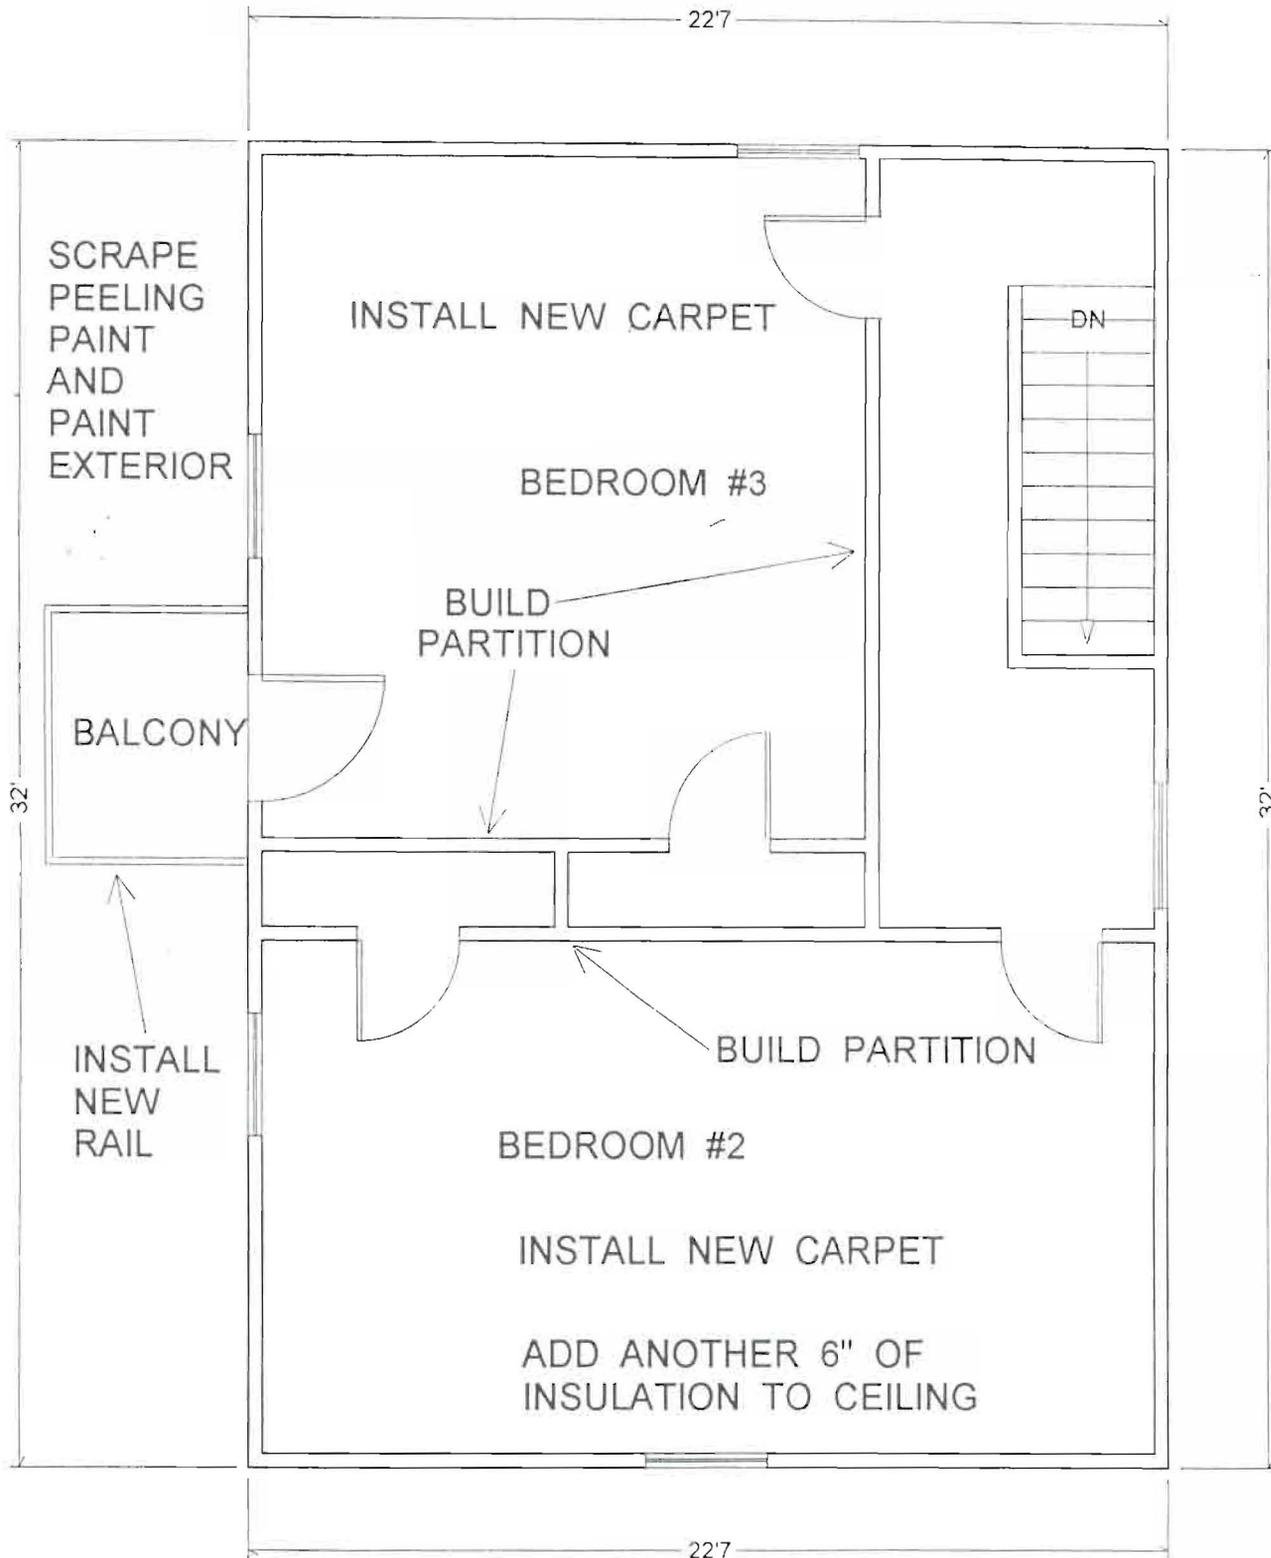 22'7
SCRAPE
PEELING
PAINT
AND
PAINT
EXTERIOR
INSTALL NEW CARPET
DN
BEDROOM #3
BUILD
PARTITION
BALCONY
32'
32'
INSTALL
NEW
RAIL
BUILD PARTITION
BEDROOM #2
INSTALL NEW CARPET
ADD ANOTHER 6" OF
INSULATION TO CEILING
22'7